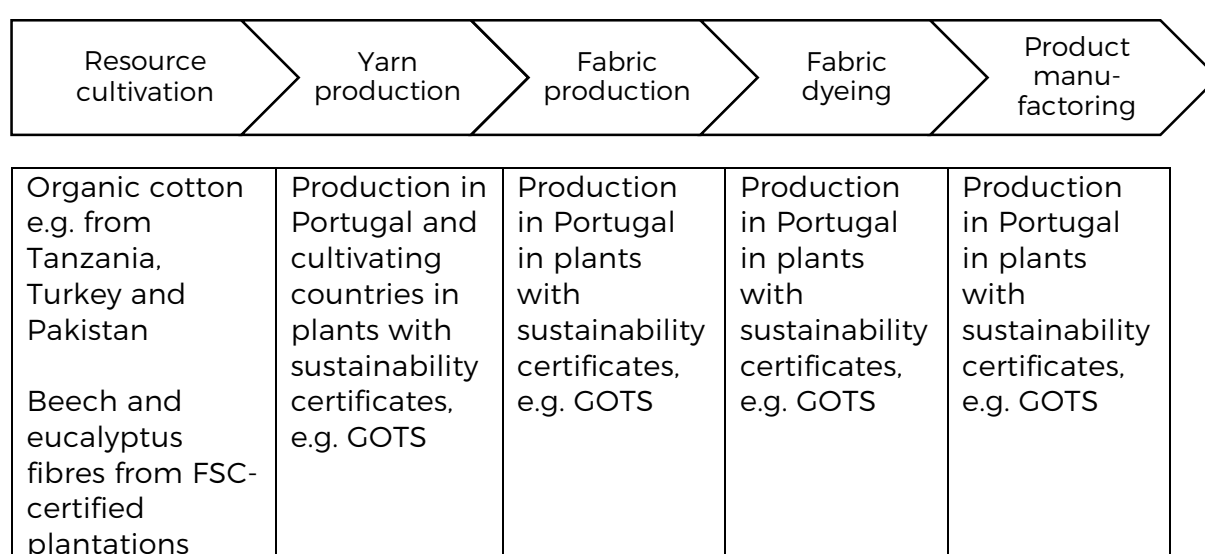 Resource
cultivation
Yarn
production
Fabric
production
Fabric
dyeing
Product
manu-
factoring
Organic cotton
e.g. from
Tanzania,
Turkey and
Pakistan
Beech and
eucalyptus
fibres from FSC-
certified
plantations
Production in
Portugal and
cultivating
countries in
plants with
sustainability
certificates,
e.g. GOTS
Production
in Portugal
in plants
with
sustainability
certificates,
e.g. GOTS
Production
in Portugal
in plants
with
sustainability
certificates,
e.g. GOTS
Production
in Portugal
in plants
with
sustainability
certificates,
e.g. GOTS